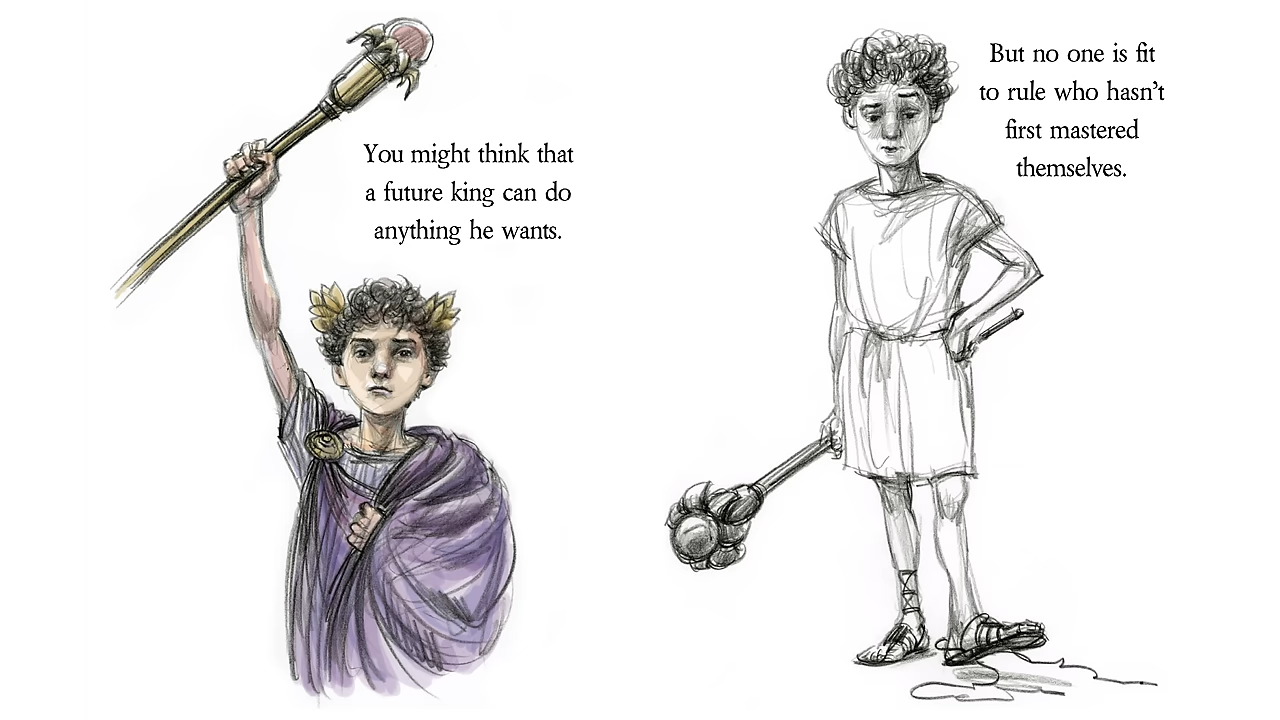 You might think that
a future king can do
anything he wants.
But no one is fit
to rule who hasn’t
first mastered
themselves.